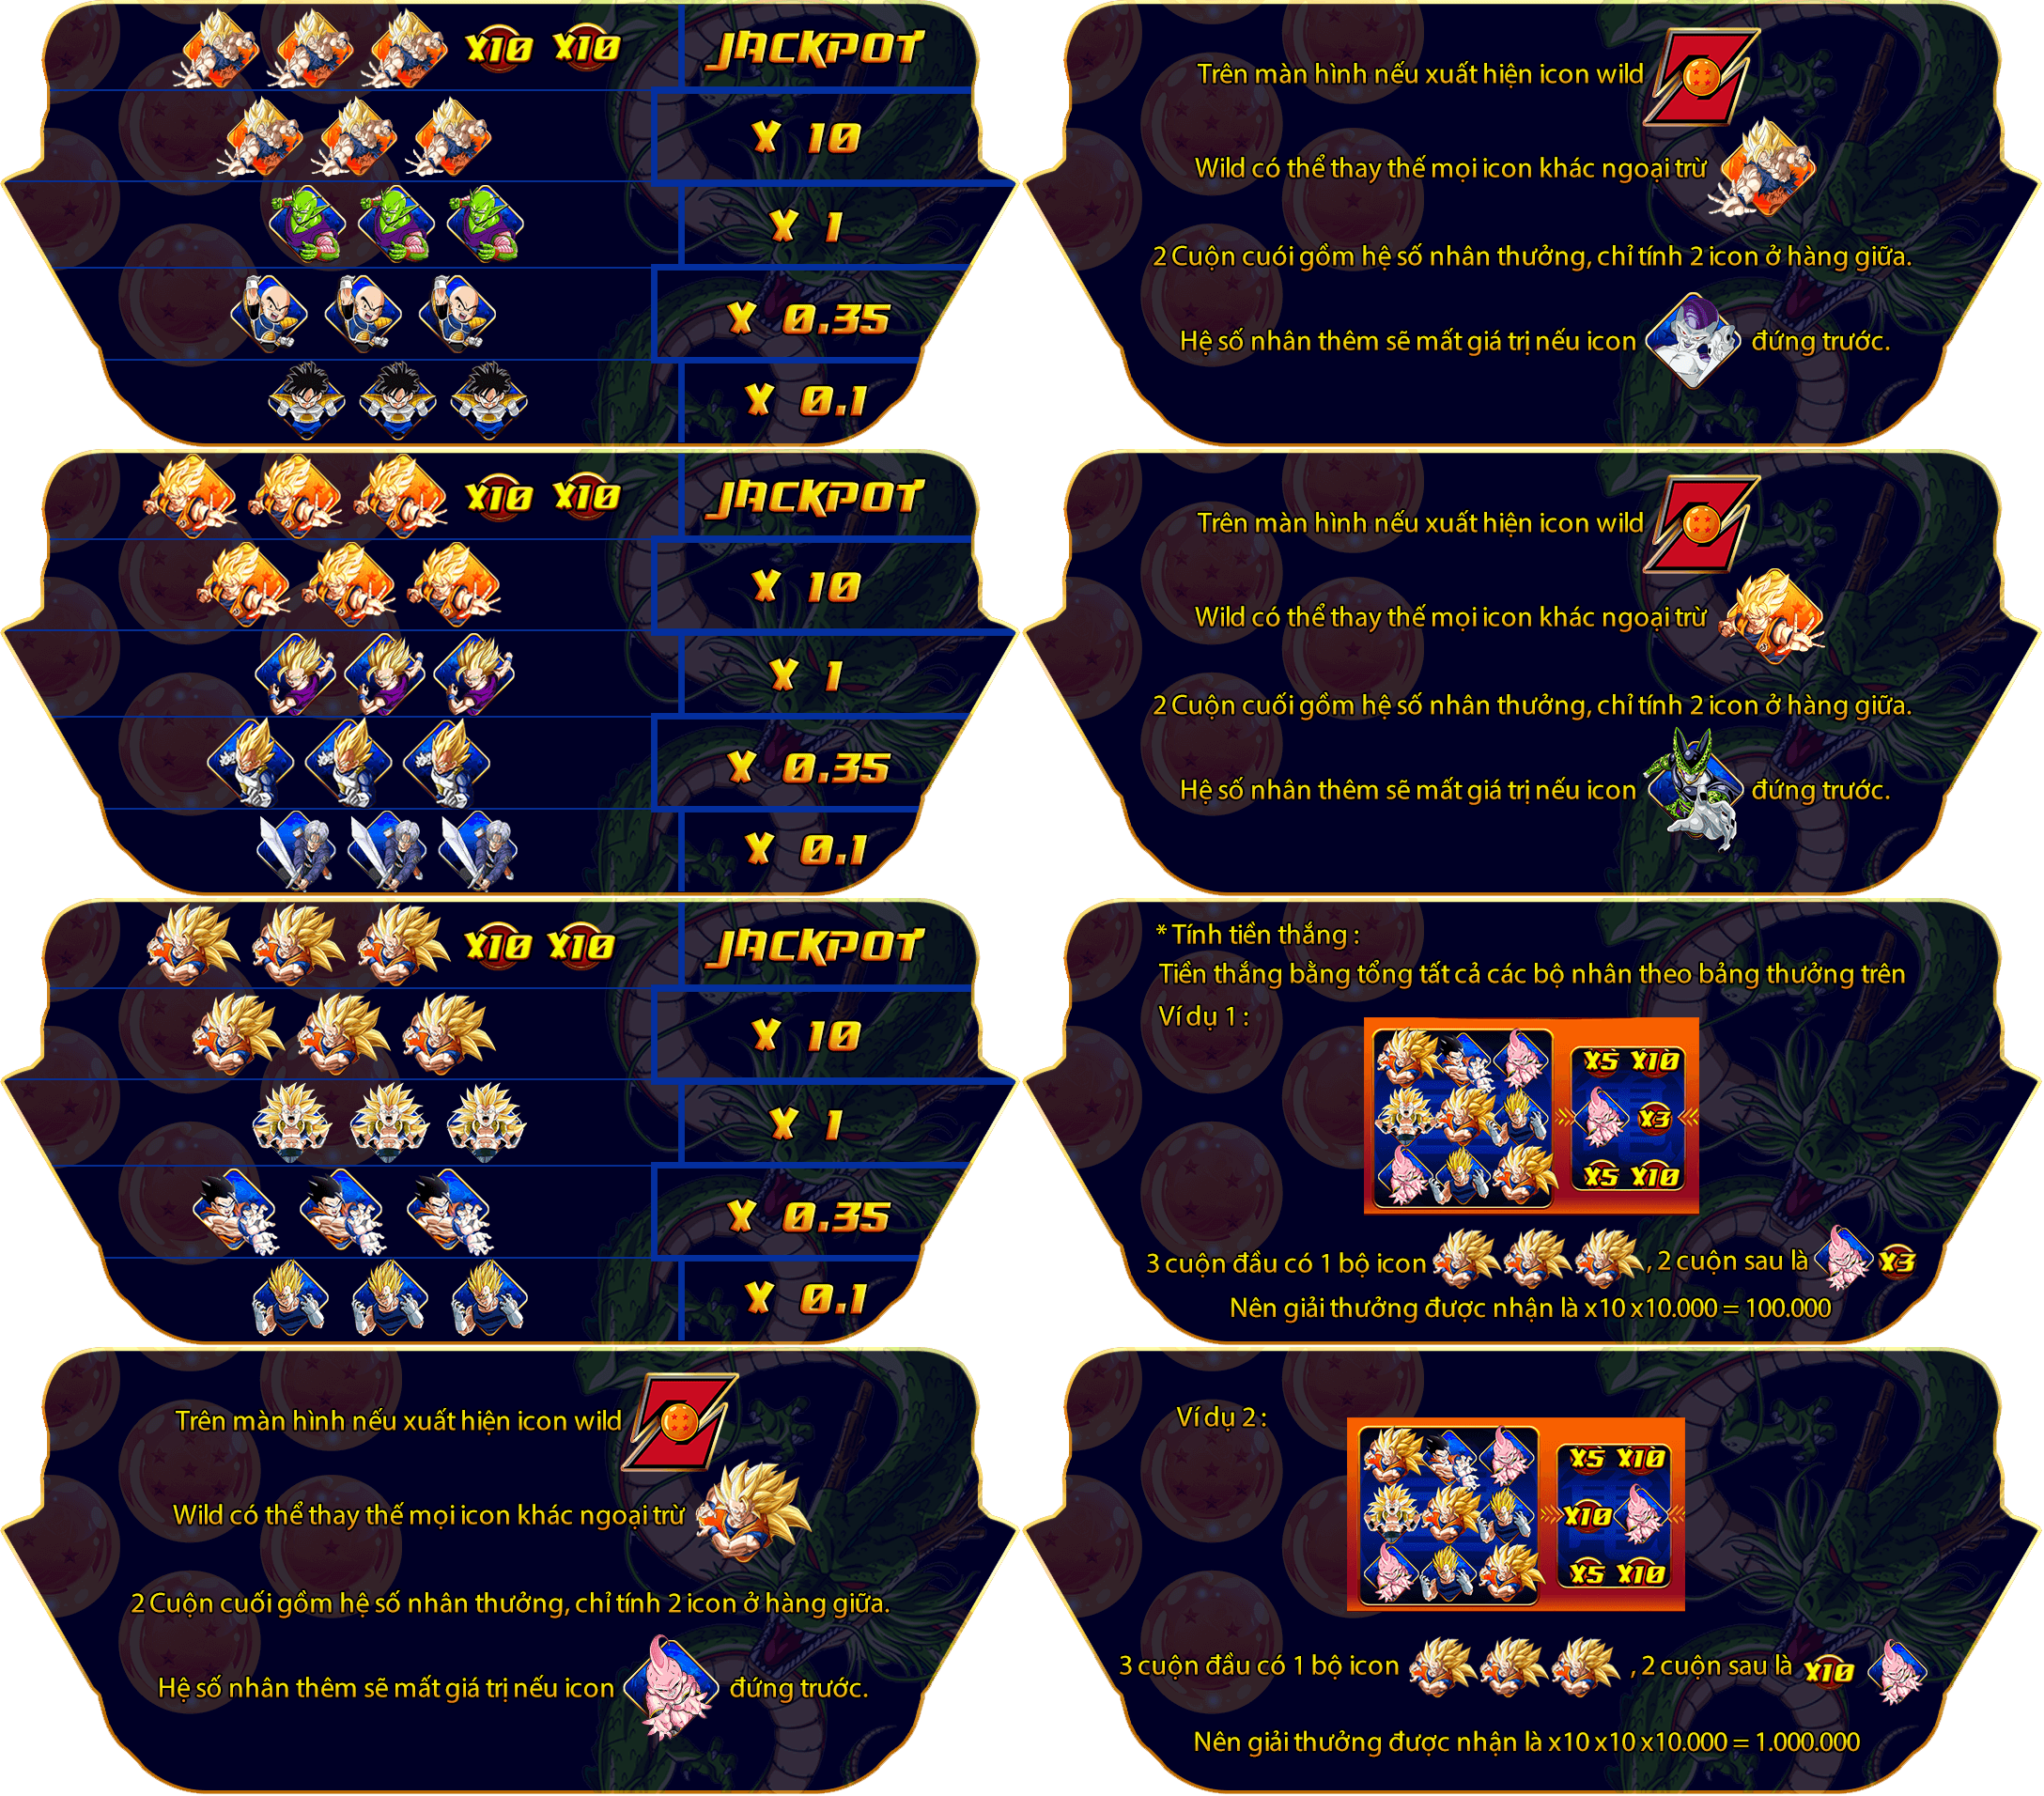 X10 X10 JACKPOT
X 10
X 1
X 0.35
X 0.1
Trên màn hình nếu xuất hiện icon wild
Wild có thể thay thế mọi icon khác ngoại trừ
2 Cuộn cuói gồm hệ số nhân thưởng, chỉ tính 2 icon ở hàng giữa.
Hệ số nhân thêm sẽ mất giá trị nếu icon đứng trước.
X10 X10 JACKPOT
X 10
X 1
X 0.35
X 0.1
Trên màn hình nếu xuất hiện icon wild
Wild có thể thay thế mọi icon khác ngoại trừ
2 Cuộn cuối gồm hệ số nhân thưởng, chỉ tính 2 icon ở hàng giữa.
Hệ số nhân thêm sẽ mất giá trị nếu icon đứng trước.
X10 X10 JACKPOT
X 10
X 1
X 0.35
X 0.1
* Tính tiền thắng :
Tiền thắng bằng tổng tất cả các bộ nhân theo bảng thưởng trên
Ví dụ 1 :
X5 X10
X3
X5 X10
3 cuộn đầu có 1 bộ icon , 2 cuộn sau là X3
Nên giải thưởng được nhận là x10 x10.000 = 100.000
Trên màn hình nếu xuất hiện icon wild
Wild có thể thay thế mọi icon khác ngoại trừ
2 Cuộn cuối gồm hệ số nhân thưởng, chỉ tính 2 icon ở hàng giữa.
Hệ số nhân thêm sẽ mất giá trị nếu icon đứng trước.
Ví dụ 2 :
X5 X10
X10
X5 X10
3 cuộn đầu có 1 bộ icon , 2 cuộn sau là X10
Nên giải thưởng được nhận là x10 x10 x10.000 = 1.000.000